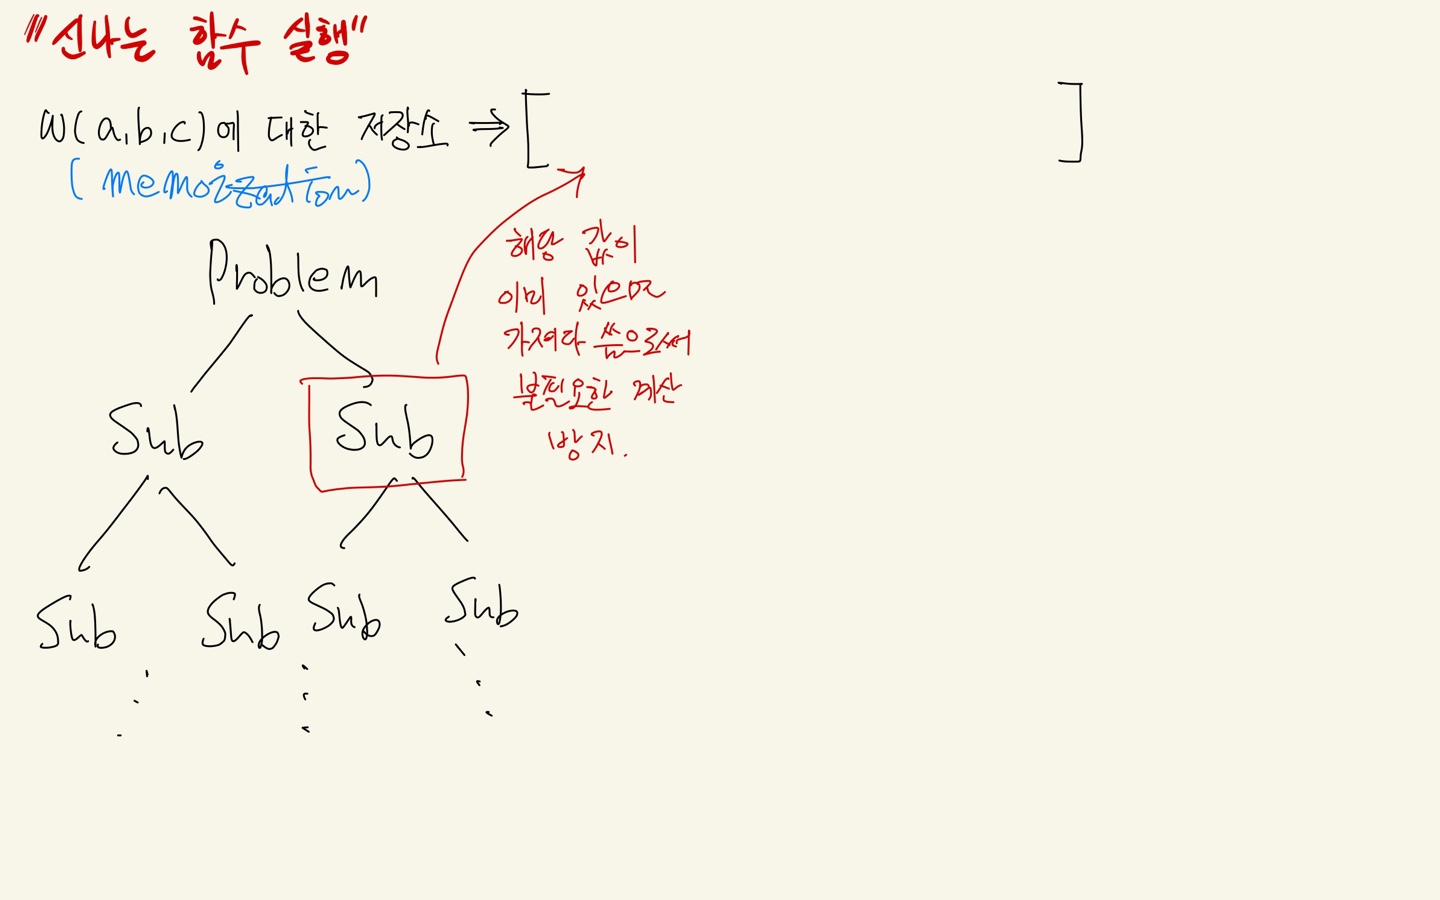 "신나는 함수 실행"
W(a,b,c)에 대한 저장소 ⇒ [ ]
(memoization)
해당 값이
이미 있으면
가져다 씀으로써
불필요한 계산
방지.
Problem
Sub Sub
Sub Sub Sub Sub